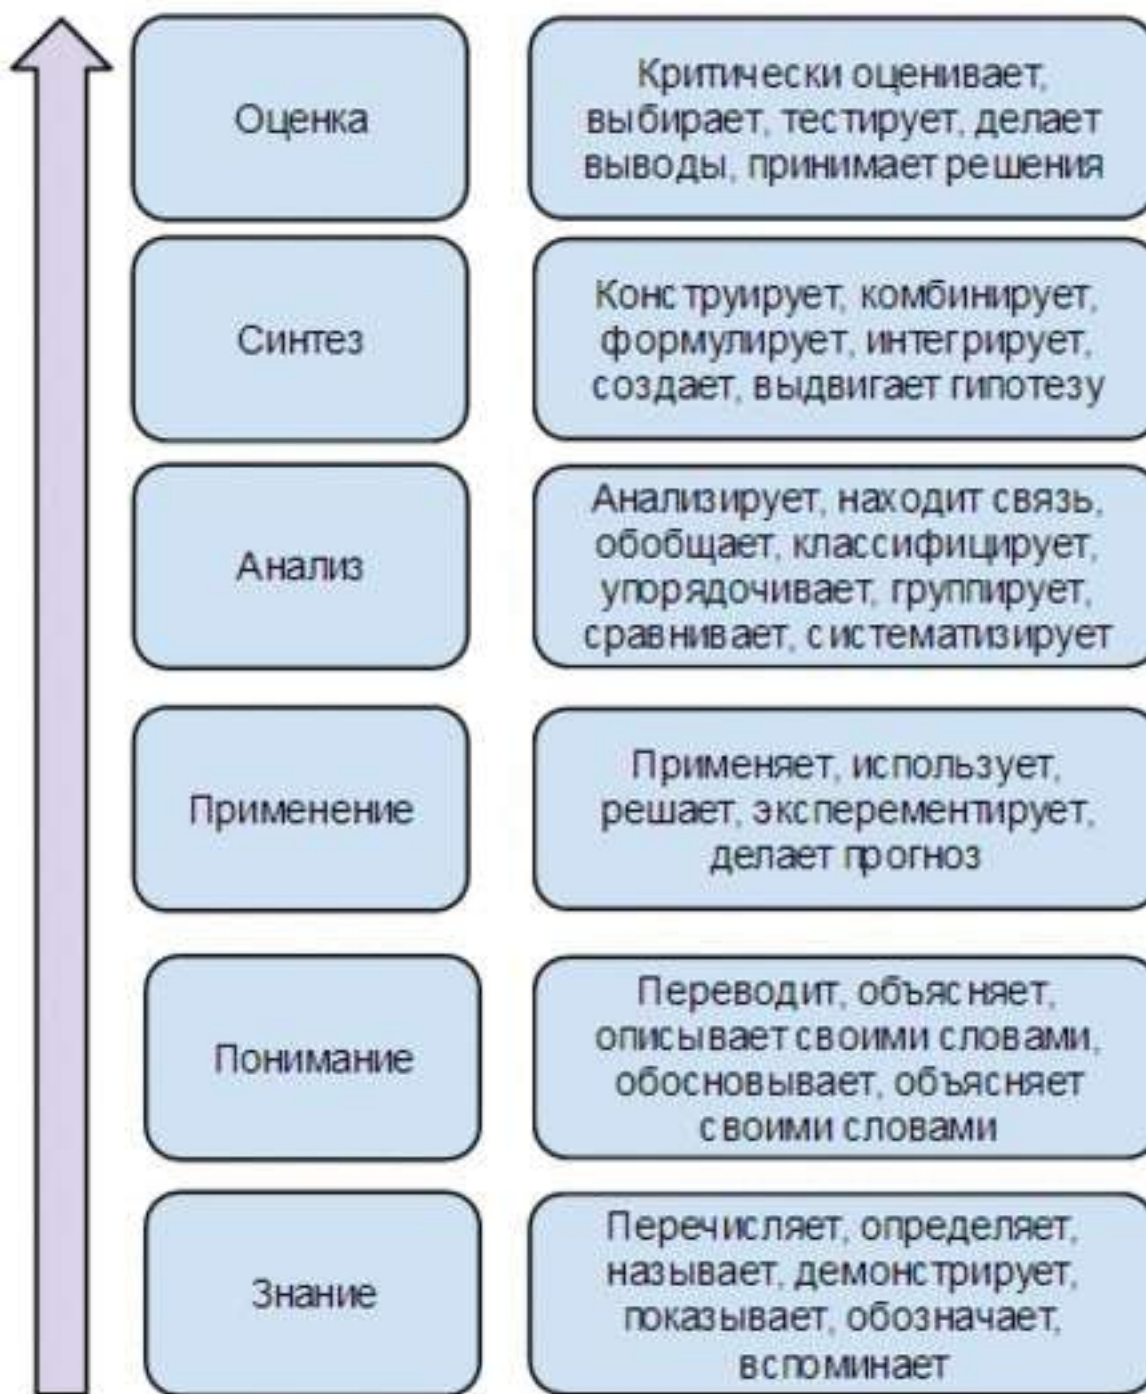 Оценка
Критически оценивает,
выбирает, тестирует, делает
выводы, принимает решения
Синтез
Конструирует, комбинирует,
формулирует, интегрирует,
создает, выдвигает гипотезу
Анализ
Анализирует, находит связь,
обобщает, классифицирует,
упорядочивает, группирует,
сравнивает, систематизирует
Применение
Применяет, использует,
решает, эксперементирует,
делает прогноз
Понимание
Переводит, объясняет,
описывает своими словами,
обосновывает, объясняет
своими словами
Знание
Перечисляет, определяет,
называет, демонстрирует,
показывает, обозначает,
вспоминает